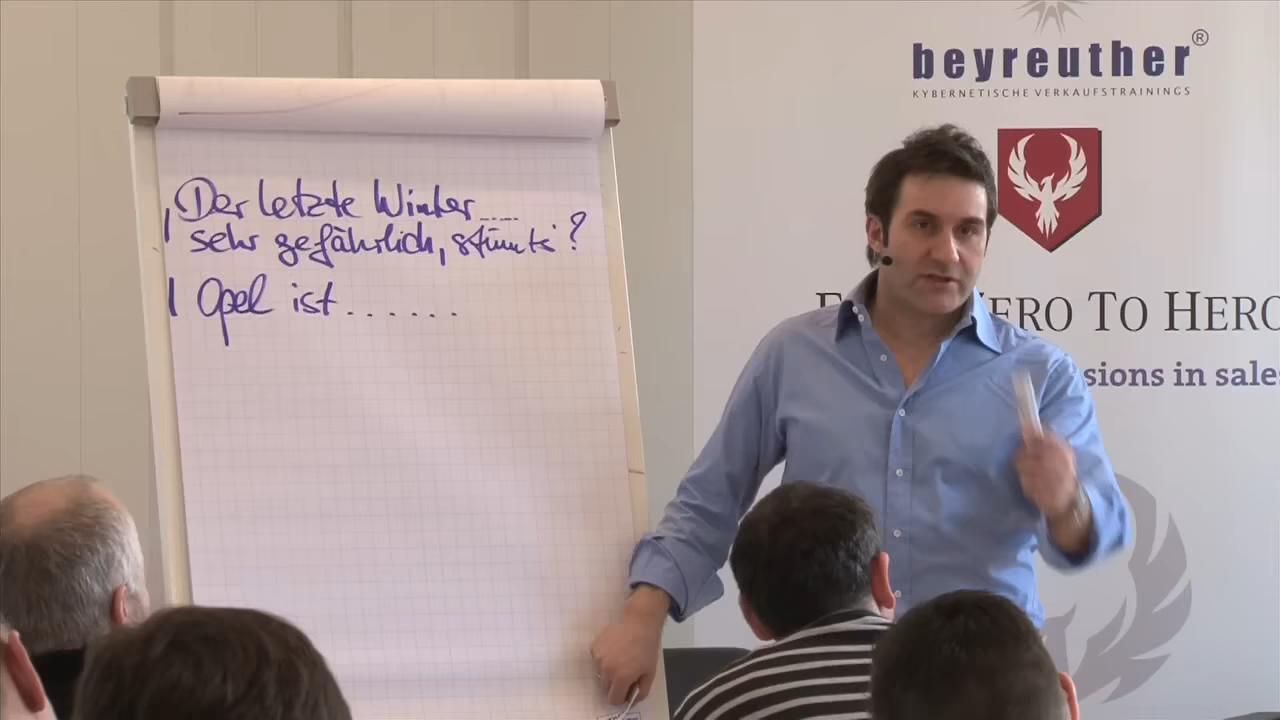 Der letzte Winter.....
sehr gefährlich, stimmt's?
Opel ist......
beyreuther®
KYBERNETISCHE VERKAUFSTRAININGS
ERO TO HERO
sions in sale